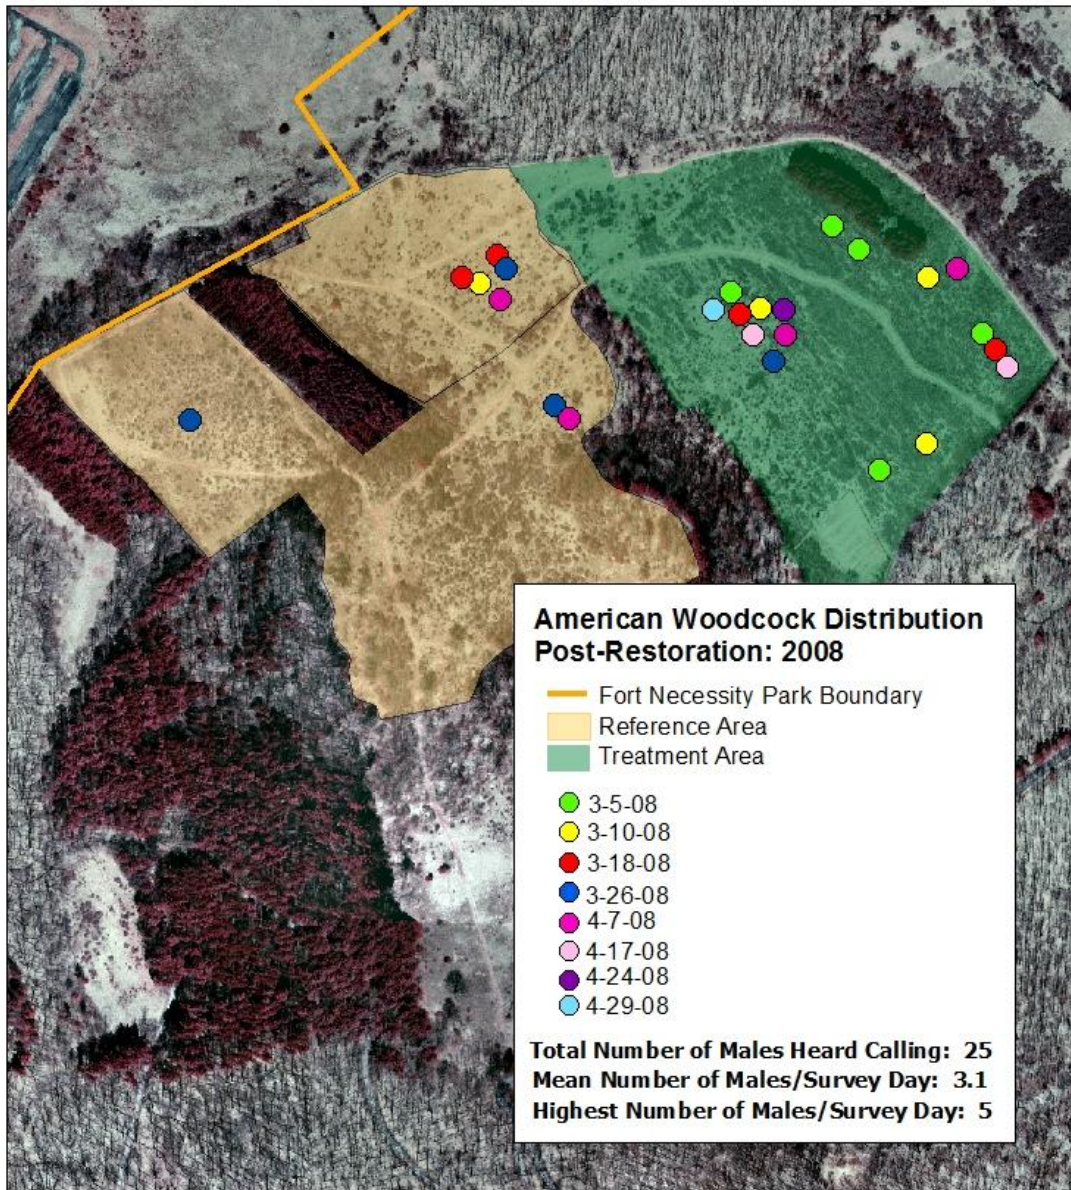 American Woodcock Distribution
Post-Restoration: 2008
Fort Necessity Park Boundary
Reference Area
Treatment Area
3-5-08
3-10-08
3-18-08
3-26-08
4-7-08
4-17-08
4-24-08
4-29-08
Total Number of Males Heard Calling: 25
Mean Number of Males/Survey Day: 3.1
Highest Number of Males/Survey Day: 5